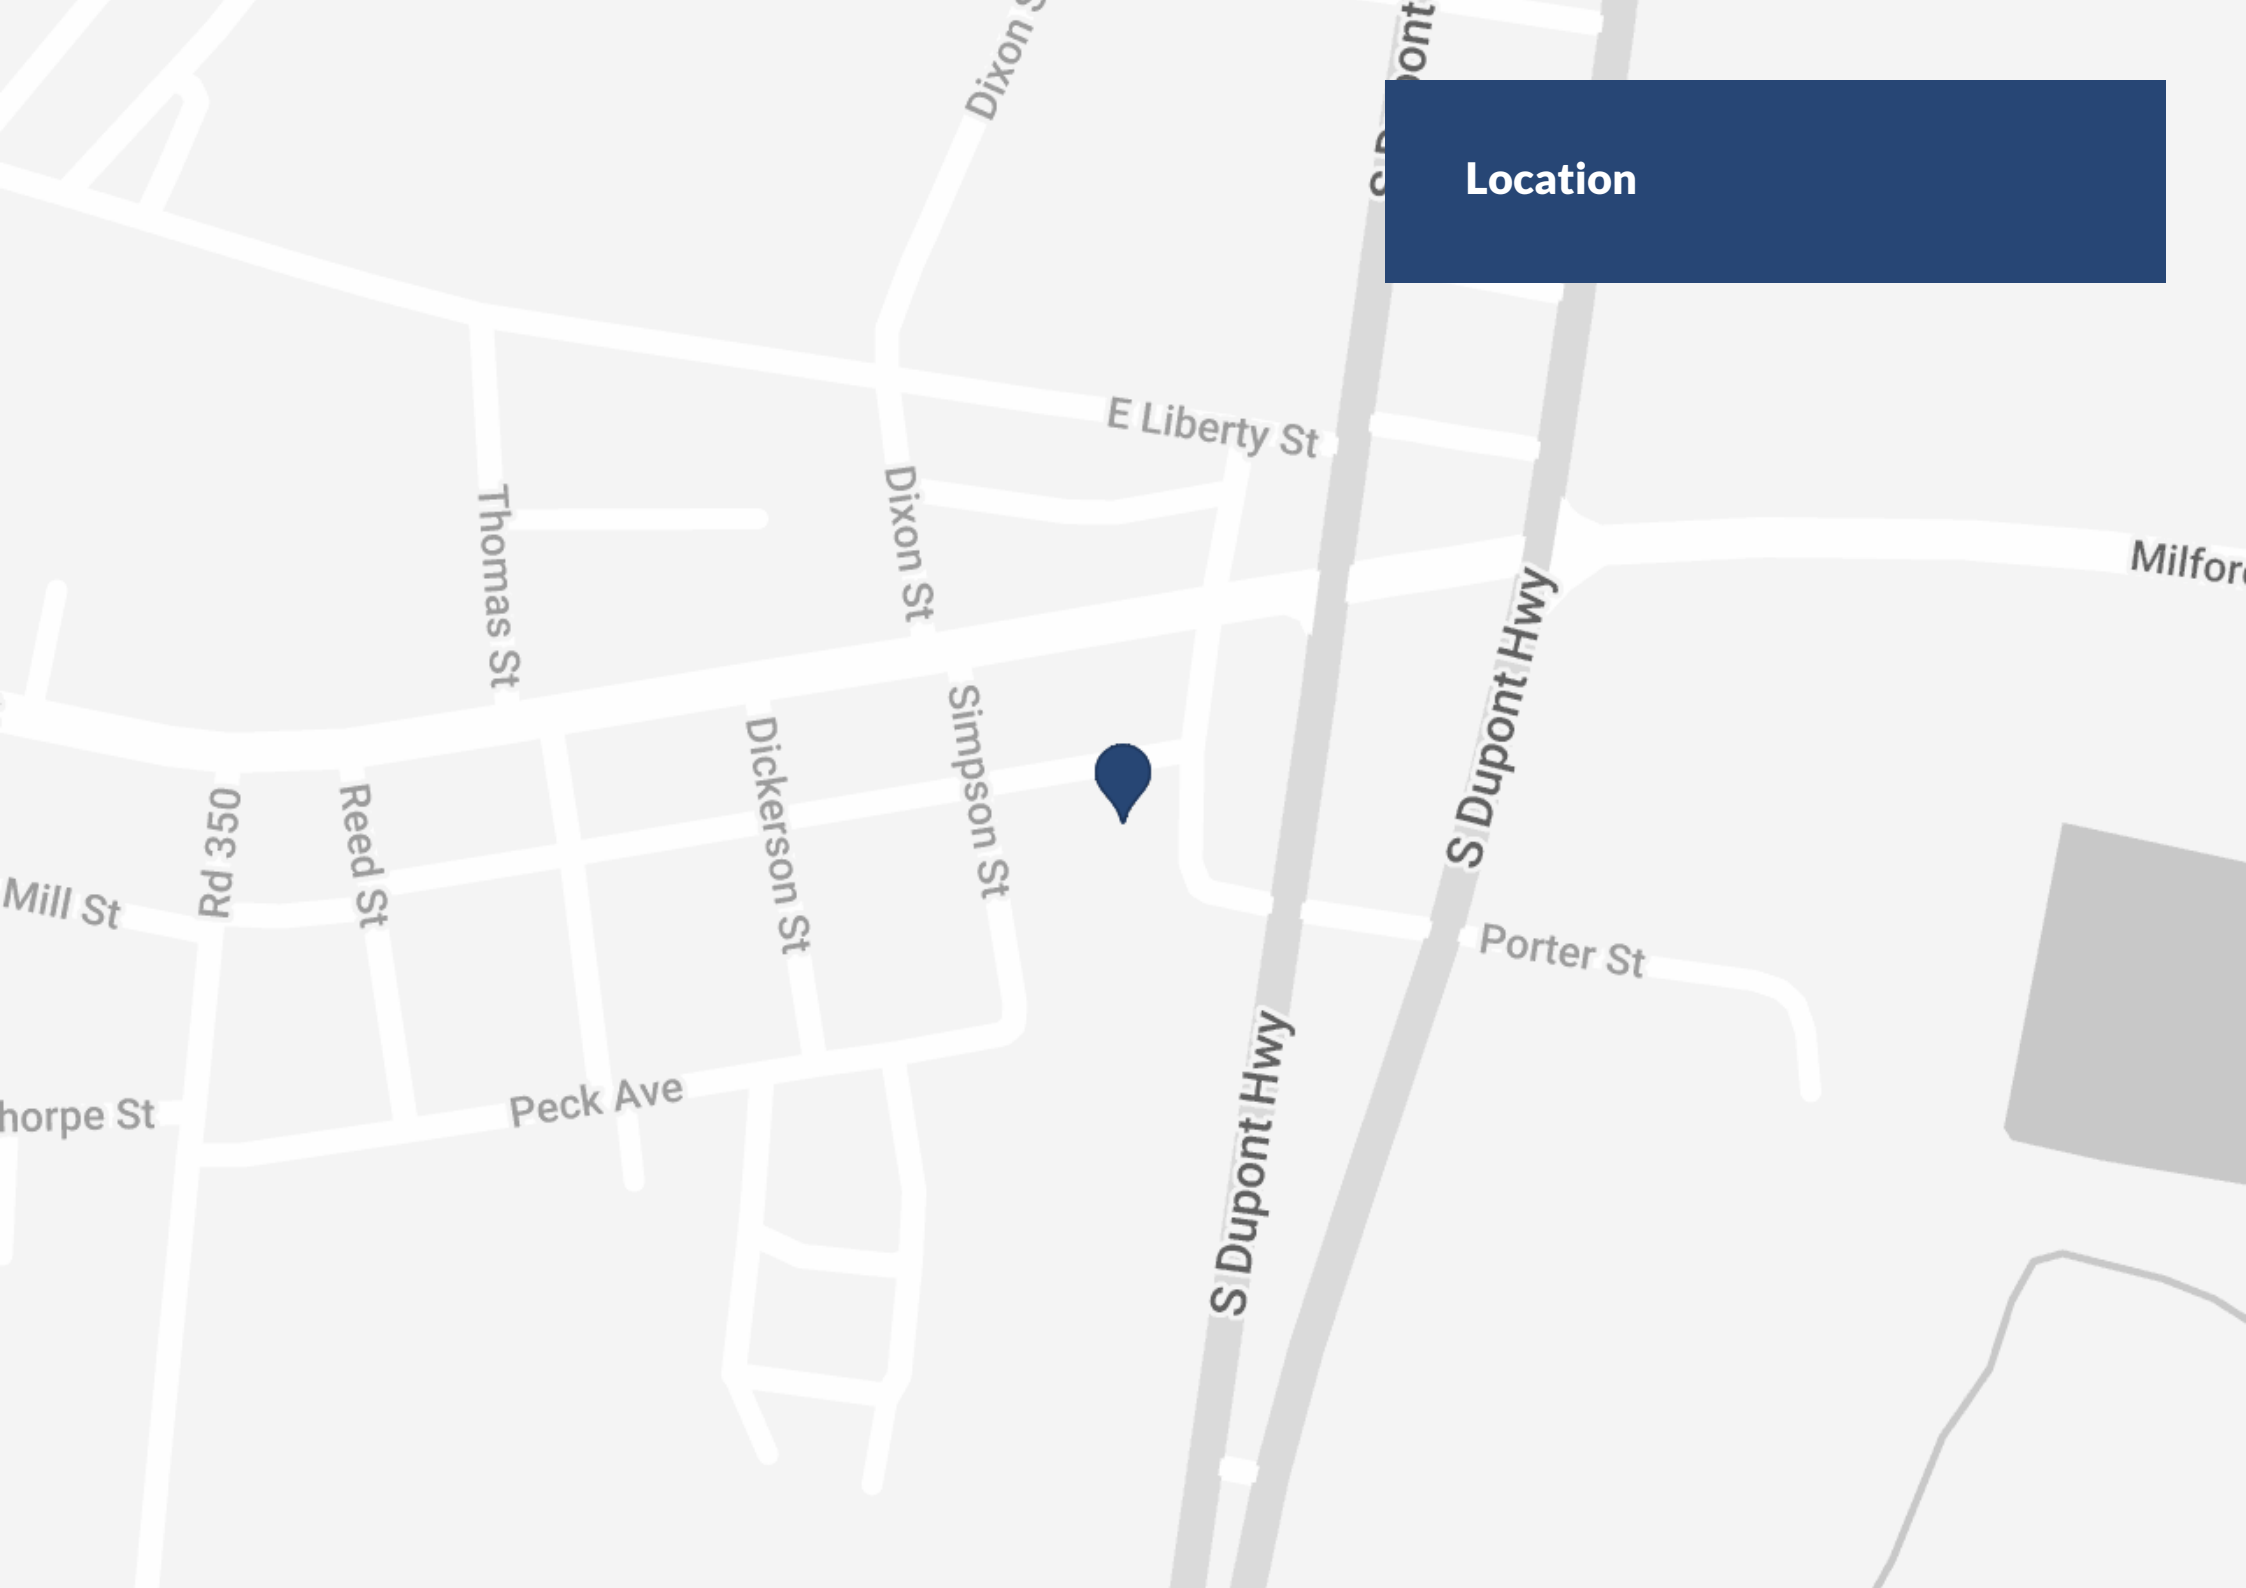 Dixon S
S Dupont
Location
E Liberty St
Thomas St
Dixon St
Milford
S Dupont Hwy
Simpson St
Dickerson St
Reed St
Rd 350
Mill St
Porter St
S Dupont Hwy
Peck Ave
horpe St